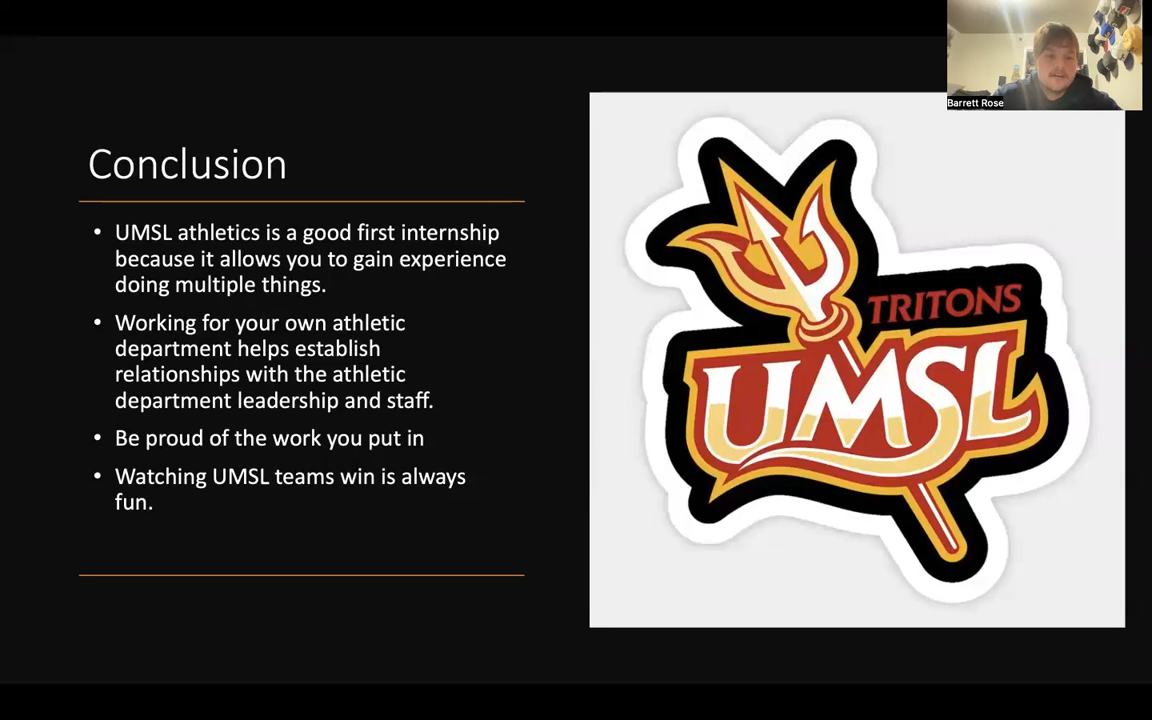 Barrett Rose
Conclusion
• UMSL athletics is a good first internship
because it allows you to gain experience
doing multiple things.
• Working for your own athletic
department helps establish
relationships with the athletic
department leadership and staff.
• Be proud of the work you put in
• Watching UMSL teams win is always
fun.
TRITONS
UMSL